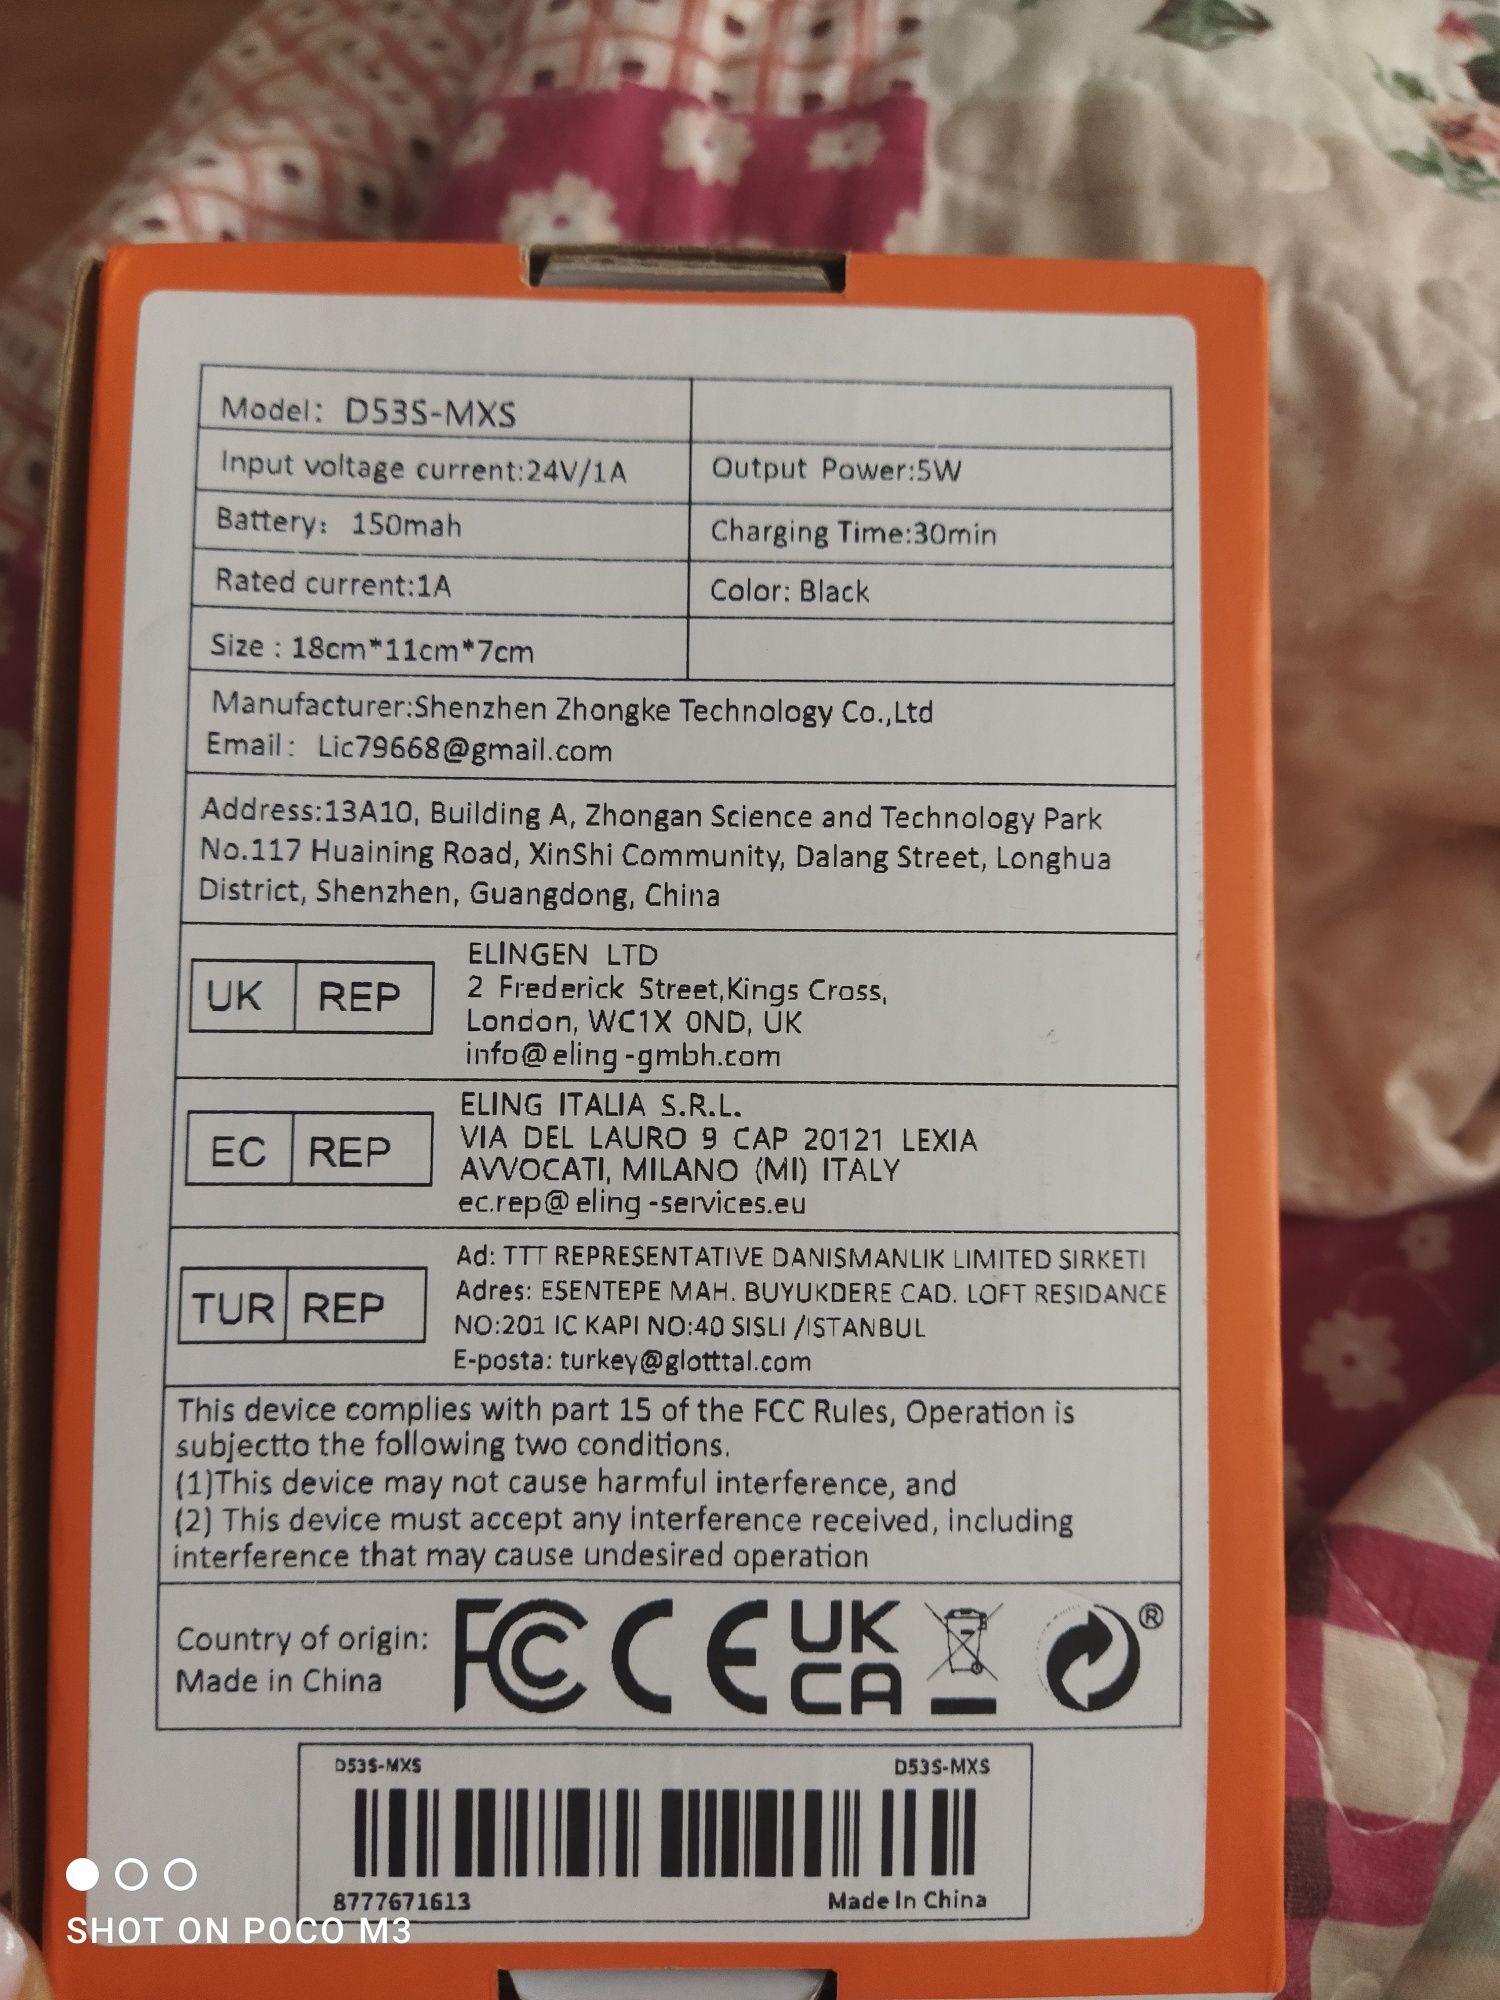 Model: D53S-MXS
Input voltage current:24V/1A Output Power:5W
Battery: 150mah Charging Time:30min
Rated current:1A Color: Black
Size : 18cm*11cm*7cm
Manufacturer:Shenzhen Zhongke Technology Co.,Ltd
Email: Lic79668@gmail.com
Address:13A10, Building A, Zhongan Science and Technology Park
No.117 Huaining Road, XinShi Community, Dalang Street, Longhua
District, Shenzhen, Guangdong, China
UK REP
ELINGEN LTD
2 Frederick Street,Kings Cross,
London, WC1X 0ND, UK
info@eling-gmbh.com
EC REP
ELING ITALIA S.R.L.
VIA DEL LAURO 9 CAP 20121 LEXIA
AVVOCATI, MILANO (MI) ITALY
ec.rep@eling-services.eu
TUR REP
Ad: TTT REPRESENTATIVE DANISMANLIK LIMITED SIRKETI
Adres: ESENTEPE MAH. BUYUKDERE CAD. LOFT RESIDANCE
NO:201 IC KAPI NO:40 SISLI /ISTANBUL
E-posta: turkey@glotttal.com
This device complies with part 15 of the FCC Rules, Operation is
subjectto the following two conditions.
(1)This device may not cause harmful interference, and
(2) This device must accept any interference received, including
interference that may cause undesired operation
Country of origin:
Made in China
FC CE UK CA ®
D53S-MXS D53S-MXS
8777671613 Made In China
SHOT ON POCO M3